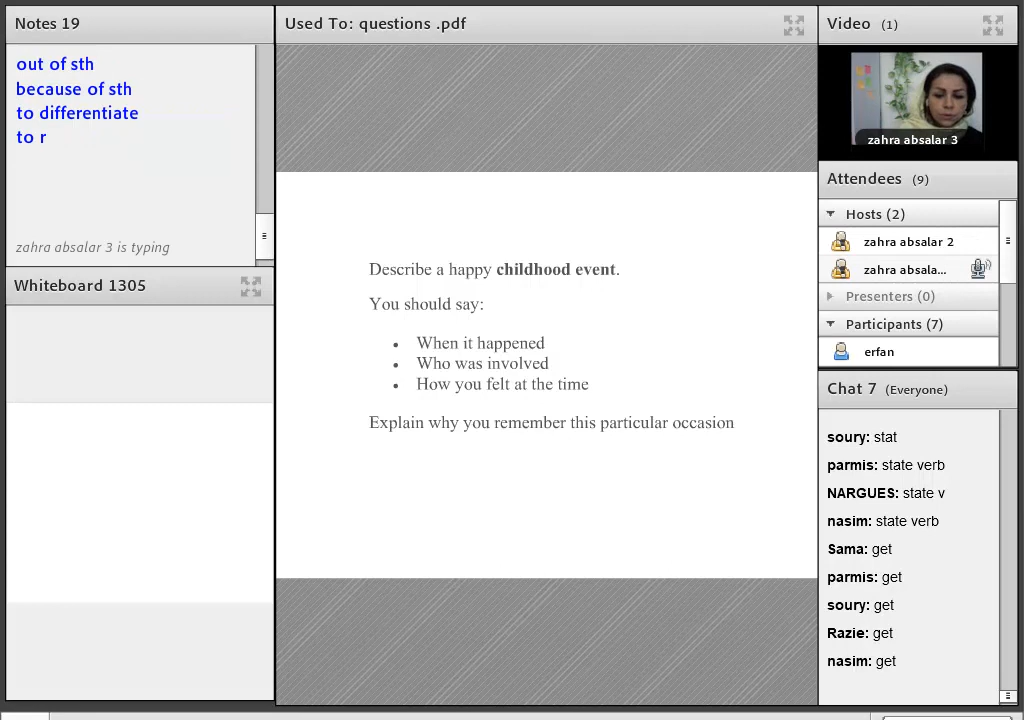 Notes 19
out of sth
because of sth
to differentiate
to r
zahra absalar 3 is typing
Whiteboard 1305
Used To: questions .pdf
Describe a happy childhood event.
You should say:
• When it happened
• Who was involved
• How you felt at the time
Explain why you remember this particular occasion
Video (1)
zahra absalar 3
Attendees (9)
Hosts (2)
zahra absalar 2
zahra absala...
Presenters (0)
Participants (7)
erfan
Chat 7 (Everyone)
soury: stat
parmis: state verb
NARGUES: state v
nasim: state verb
Sama: get
parmis: get
soury: get
Razie: get
nasim: get